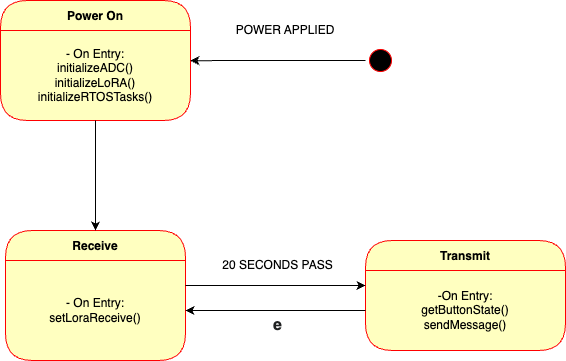 Power On
POWER APPLIED
- On Entry:
initializeADC()
initializeLoRA()
initializeRTOSTasks()
Receive
- On Entry:
setLoraReceive()
20 SECONDS PASS
e
Transmit
-On Entry:
getButtonState()
sendMessage()